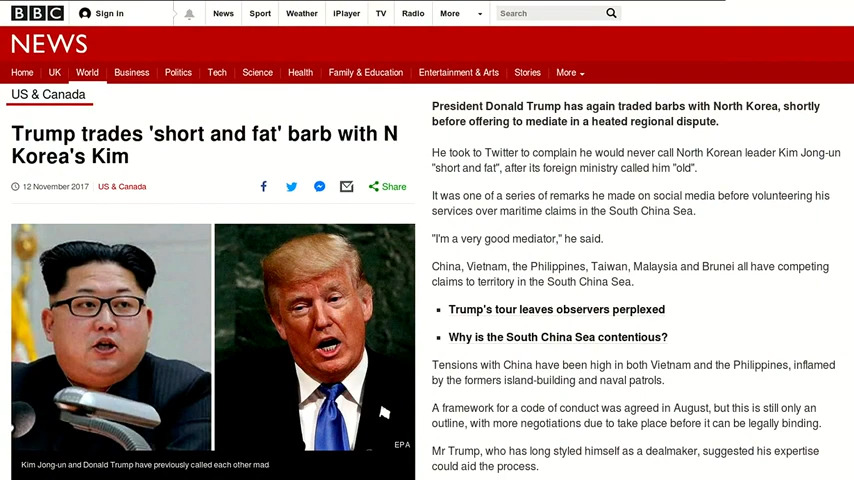 BBC Sign in News Sport Weather iPlayer TV Radio More Search
NEWS
Home UK World Business Politics Tech Science Health Family & Education Entertainment & Arts Stories More
US & Canada
Trump trades 'short and fat' barb with N
Korea's Kim
12 November 2017 US & Canada Share
EPA
Kim Jong-un and Donald Trump have previously called each other mad
President Donald Trump has again traded barbs with North Korea, shortly
before offering to mediate in a heated regional dispute.
He took to Twitter to complain he would never call North Korean leader Kim Jong-un
"short and fat", after its foreign ministry called him "old".
It was one of a series of remarks he made on social media before volunteering his
services over maritime claims in the South China Sea.
"I'm a very good mediator," he said.
China, Vietnam, the Philippines, Taiwan, Malaysia and Brunei all have competing
claims to territory in the South China Sea.
Trump's tour leaves observers perplexed
Why is the South China Sea contentious?
Tensions with China have been high in both Vietnam and the Philippines, inflamed
by the formers island-building and naval patrols.
A framework for a code of conduct was agreed in August, but this is still only an
outline, with more negotiations due to take place before it can be legally binding.
Mr Trump, who has long styled himself as a dealmaker, suggested his expertise
could aid the process.